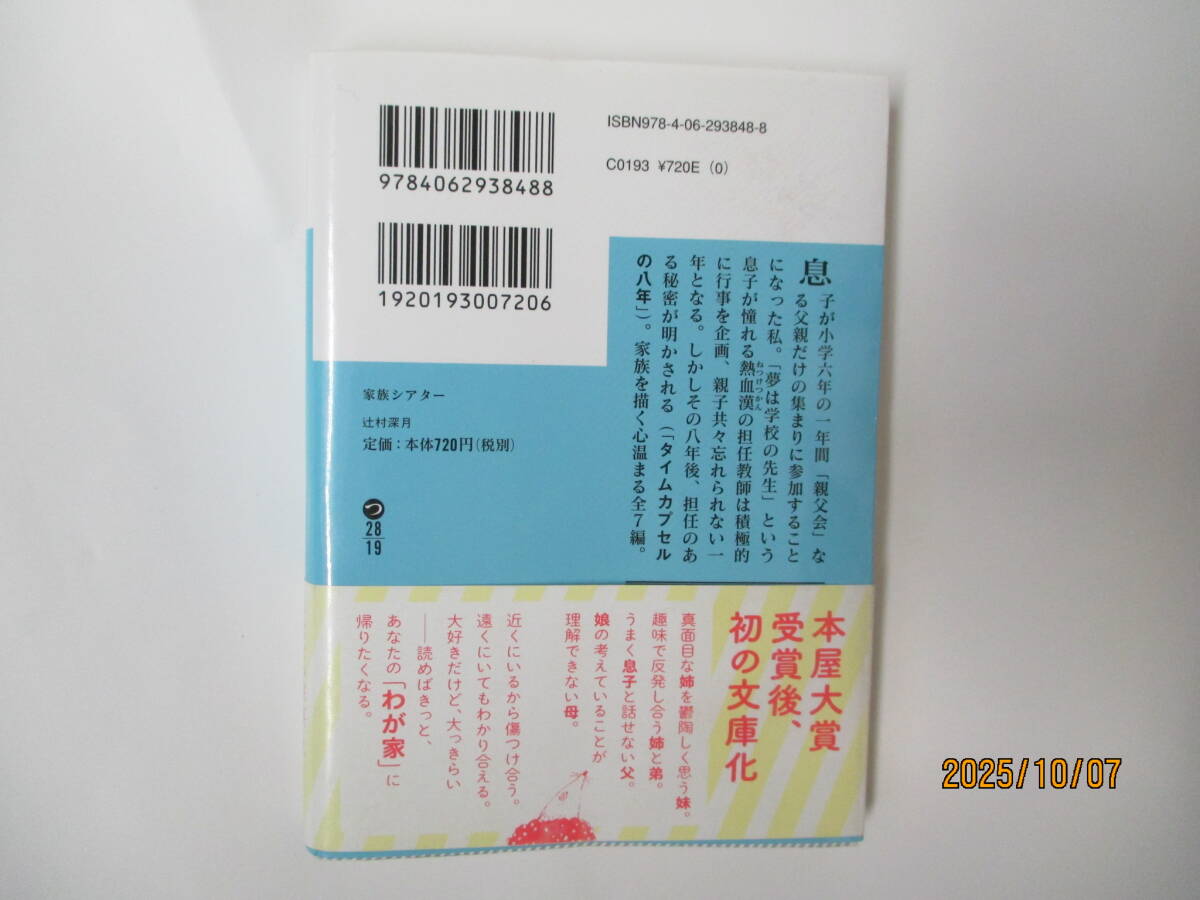 ISBN978-4-06-293848-8
C0193 ¥720E (0)
9784062938488
1920193007206
息子が小学六年の一年間「親父会」な
る父親だけの集まりに参加すること
になった私。「夢は学校の先生」という
息子が憧れる熱血漢の担任教師は積極的
ねつけつかん
に行事を企画、親子共々忘れられない一
年となる。しかしその八年後、担任のあ
る秘密が明かされる(「タイムカプセル
の八年」)。家族を描く心温まる全7編。
家族シアター
辻村深月
定価:本体720円(税別)
つ
28
19
本屋大賞
受賞後、
初の文庫化
真面目な姉を鬱陶しく思う妹。
趣味で反発し合う姉と弟。
うまく息子と話せない父。
娘の考えていることが
理解できない母。
近くにいるから傷つけ合う。
遠くにいてもわかり合える。
大好きだけど、大っきらい
──読めばきっと、
あなたの「わが家」に
帰りたくなる。
2025/10/07